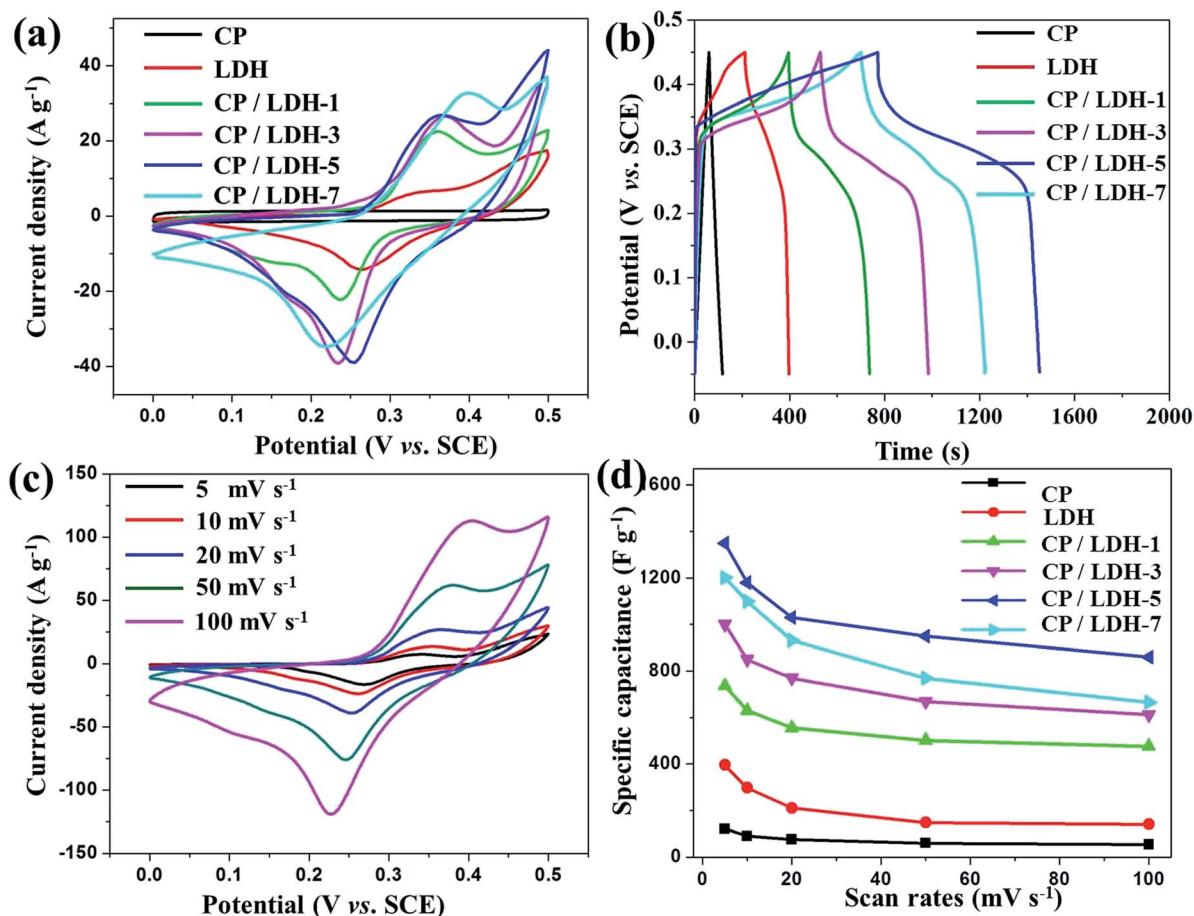 (a)
CP
LDH
CP / LDH-1
CP / LDH-3
CP / LDH-5
CP / LDH-7
40
20
0
-20
-40
Current density (A g-1)
0.0 0.1 0.2 0.3 0.4 0.5
Potential (V vs. SCE)
(b)
CP
LDH
CP / LDH-1
CP / LDH-3
CP / LDH-5
CP / LDH-7
0.5
0.4
0.3
0.2
0.1
0.0
Potential (V vs. SCE)
0 400 800 1200 1600 2000
Time (s)
(c)
5 mV s-1
10 mV s-1
20 mV s-1
50 mV s-1
100 mV s-1
150
100
50
0
-50
-100
-150
Current density (A g-1)
0.0 0.1 0.2 0.3 0.4 0.5
Potential (V vs. SCE)
(d)
CP
LDH
CP / LDH-1
CP / LDH-3
CP / LDH-5
CP / LDH-7
1600
1200
800
400
0
Specific capacitance (F g-1)
0 20 40 60 80 100
Scan rates (mV s-1)